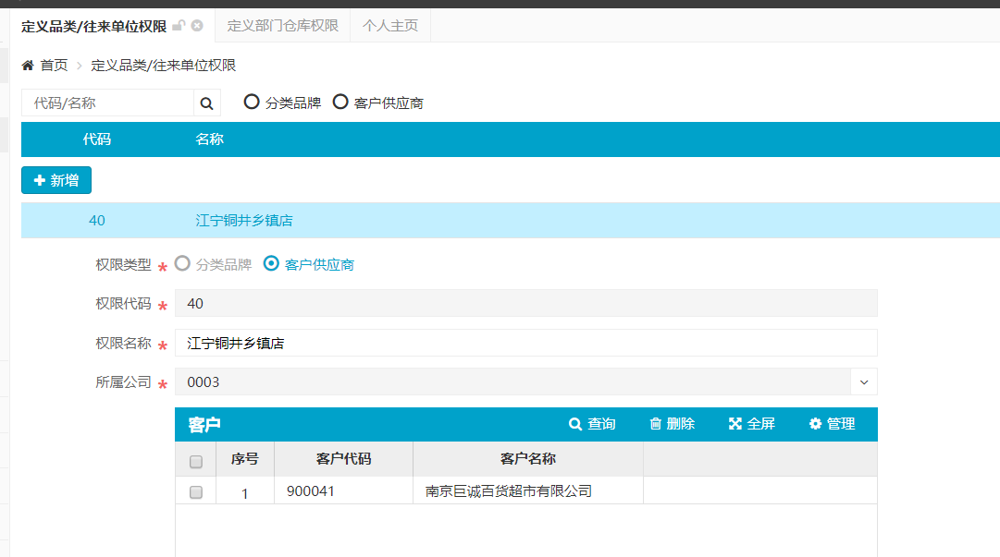 定义品类/往来单位权限 定义部门仓库权限 个人主页
首页 > 定义品类/往来单位权限
代码/名称 分类品牌 客户供应商
代码 名称
新增
40 江宁铜井乡镇店
权限类型 * 分类品牌 客户供应商
权限代码 * 40
权限名称 * 江宁铜井乡镇店
所属公司 * 0003
客户 查询 删除 全屏 管理
序号 客户代码 客户名称
1 900041 南京巨诚百货超市有限公司